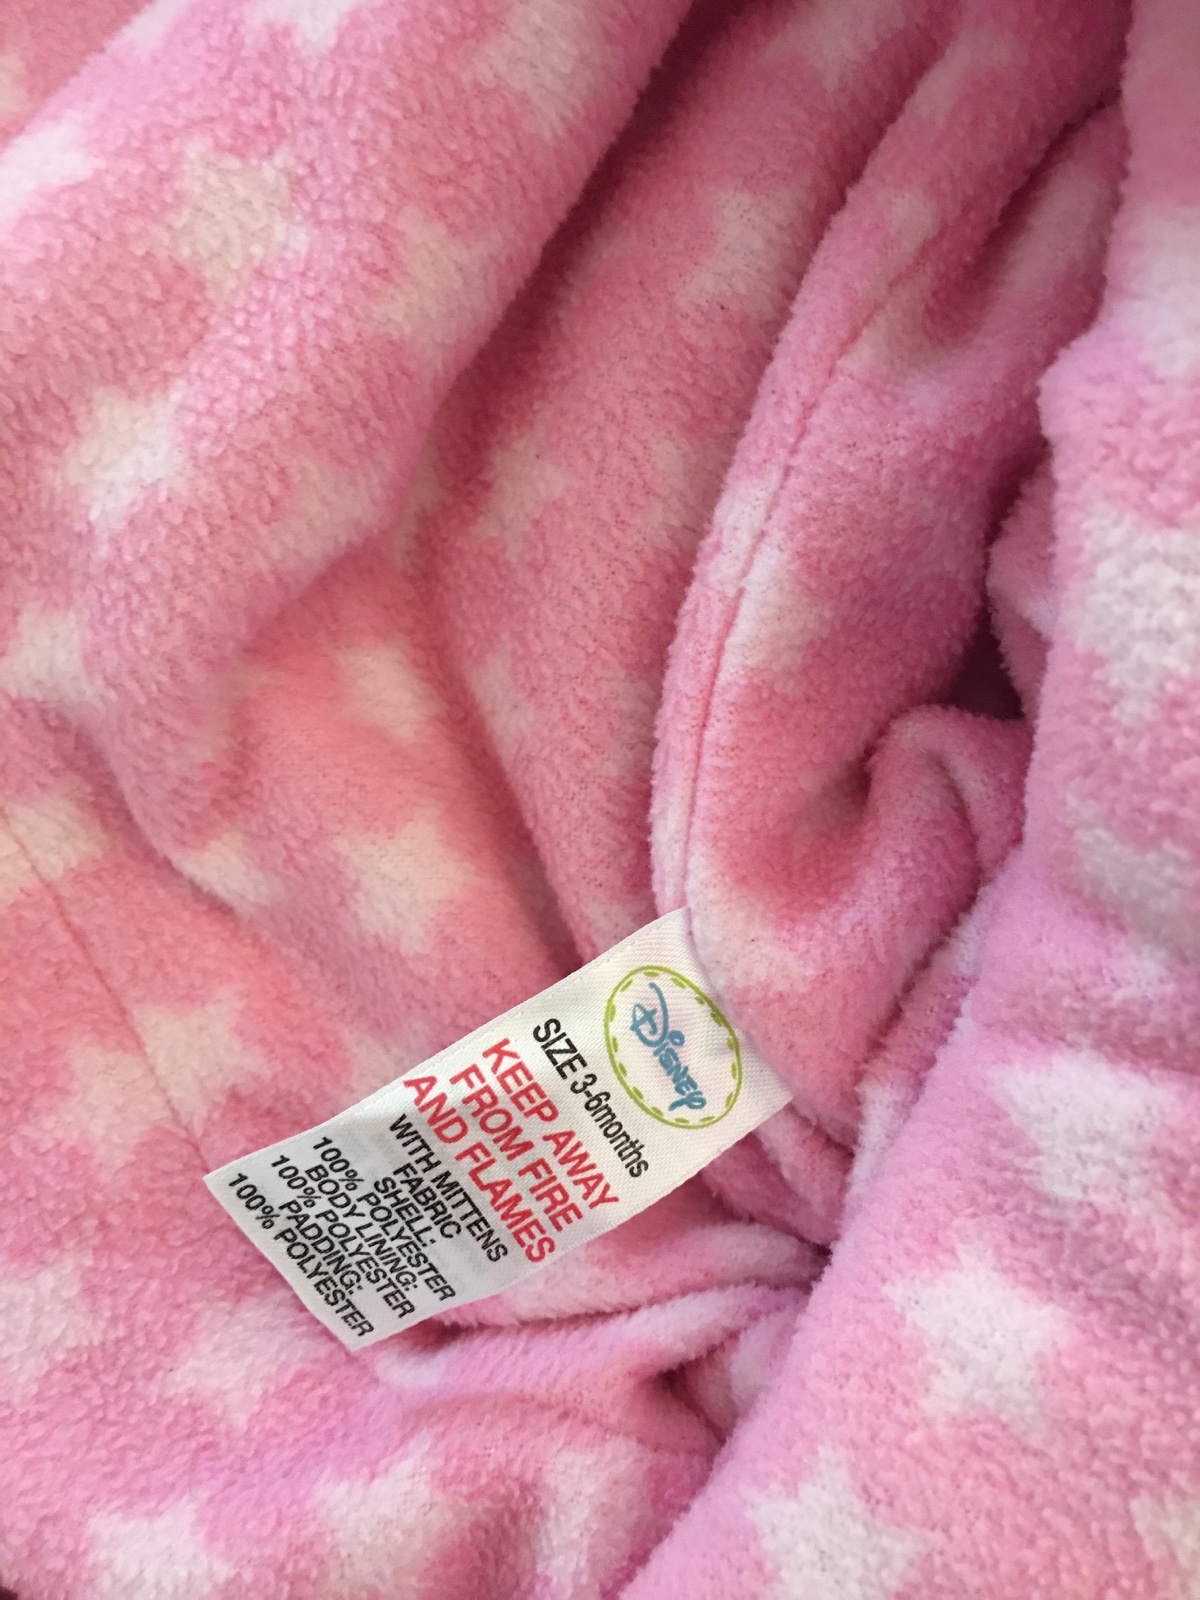 Disney
SIZE 3-6months
KEEP AWAY
FROM FIRE
AND FLAMES
WITH MITTENS
FABRIC
SHELL:
100% POLYESTER
BODY LINING:
100% POLYESTER
PADDING:
100% POLYESTER